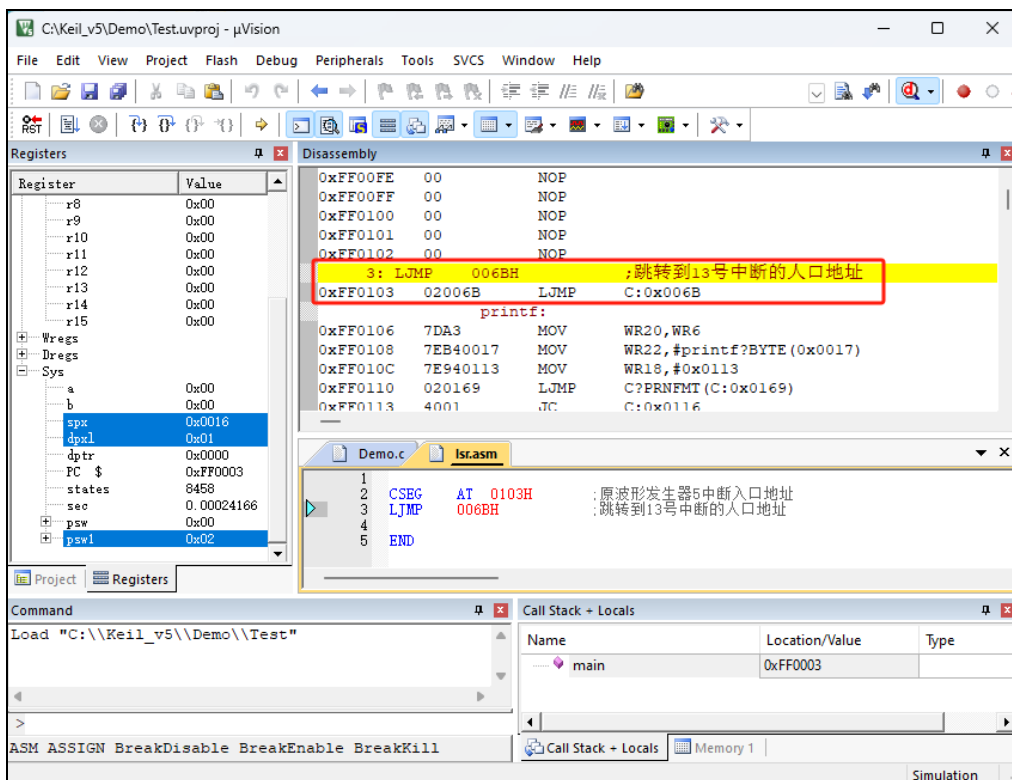 C:\Keil_v5\Demo\Test.uvproj - µVision
File Edit View Project Flash Debug Peripherals Tools SVCS Window Help
RST
Registers
Register Value
r8 0x00
r9 0x00
r10 0x00
r11 0x00
r12 0x00
r13 0x00
r14 0x00
r15 0x00
Wregs
Dregs
Sys
a 0x00
b 0x00
spx 0x0016
dpxl 0x01
dptr 0x0000
PC $ 0xFF0003
states 8458
sec 0.00024166
psw 0x00
psw1 0x02
Project Registers
Disassembly
0xFF00FE 00 NOP
0xFF00FF 00 NOP
0xFF0100 00 NOP
0xFF0101 00 NOP
0xFF0102 00 NOP
3: LJMP 006BH ;跳转到13号中断的人口地址
0xFF0103 02006B LJMP C:0x006B
printf:
0xFF0106 7DA3 MOV WR20,WR6
0xFF0108 7EB40017 MOV WR22,#printf?BYTE(0x0017)
0xFF010C 7E940113 MOV WR18,#0x0113
0xFF0110 020169 LJMP C?PRNFMT(C:0x0169)
0xFF0113 4001 JC C:0x0116
Demo.c Isr.asm
1
2 CSEG AT 0103H ;原波形发生器5中断入口地址
3 LJMP 006BH ;跳转到13号中断的人口地址
4
5 END
Command
Load "C:\\Keil_v5\\Demo\\Test"
>
ASM ASSIGN BreakDisable BreakEnable BreakKill
Call Stack + Locals
Name Location/Value Type
main 0xFF0003
Call Stack + Locals Memory 1
Simulation